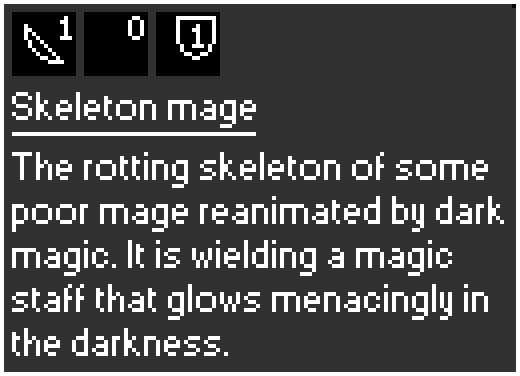 1 0 1
Skeleton mage
The rotting skeleton of some
poor mage reanimated by dark
magic. It is wielding a magic
staff that glows menacingly in
the darkness.